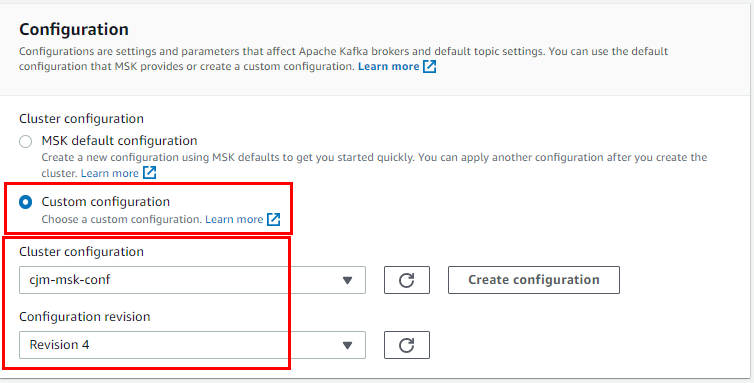 Configuration
Configurations are settings and parameters that affect Apache Kafka brokers and default topic settings. You can use the default
configuration that MSK provides or create a custom configuration. Learn more
Cluster configuration
MSK default configuration
Create a new configuration using MSK defaults to get you started quickly. You can apply another configuration after you create the
cluster. Learn more
Custom configuration
Choose a custom configuration. Learn more
Cluster configuration
cjm-msk-conf
Create configuration
Configuration revision
Revision 4